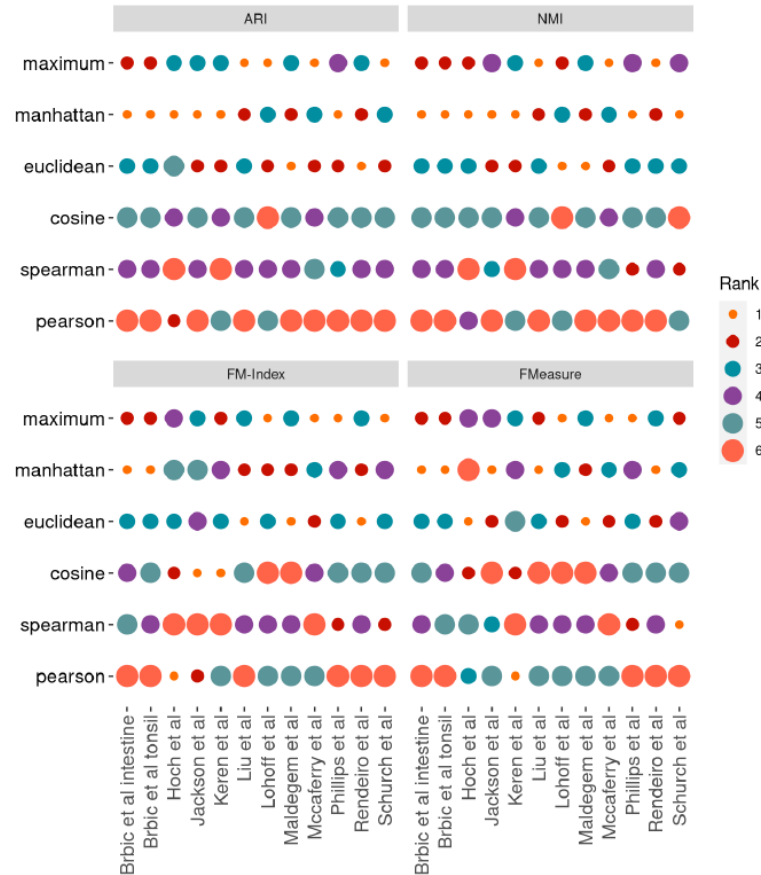 ARI
NMI
maximum
manhattan
euclidean
cosine
spearman
pearson
FM-Index
FMeasure
maximum
manhattan
euclidean
cosine
spearman
pearson
Rank
1
2
3
4
5
6
Brbic et al intestine
Brbic et al tonsil
Hoch et al
Jackson et al
Keren et al
Liu et al
Lohoff et al
Maldegem et al
Mccaferry et al
Phillips et al
Rendeiro et al
Schurch et al
Brbic et al intestine
Brbic et al tonsil
Hoch et al
Jackson et al
Keren et al
Liu et al
Lohoff et al
Maldegem et al
Mccaferry et al
Phillips et al
Rendeiro et al
Schurch et al